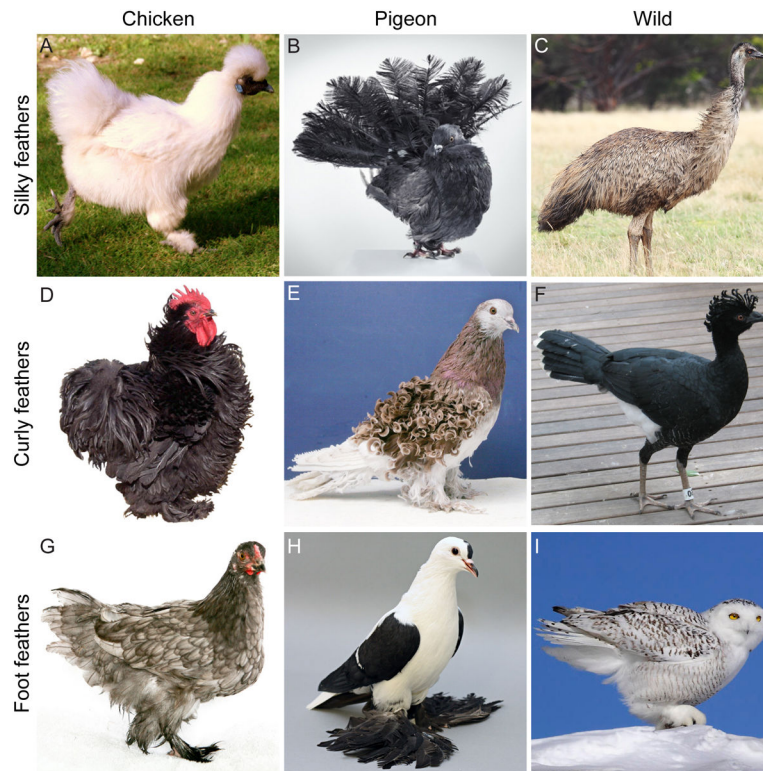 Chicken Pigeon Wild
Silky feathers
A B C
Curly feathers
D E F
Foot feathers
G H I